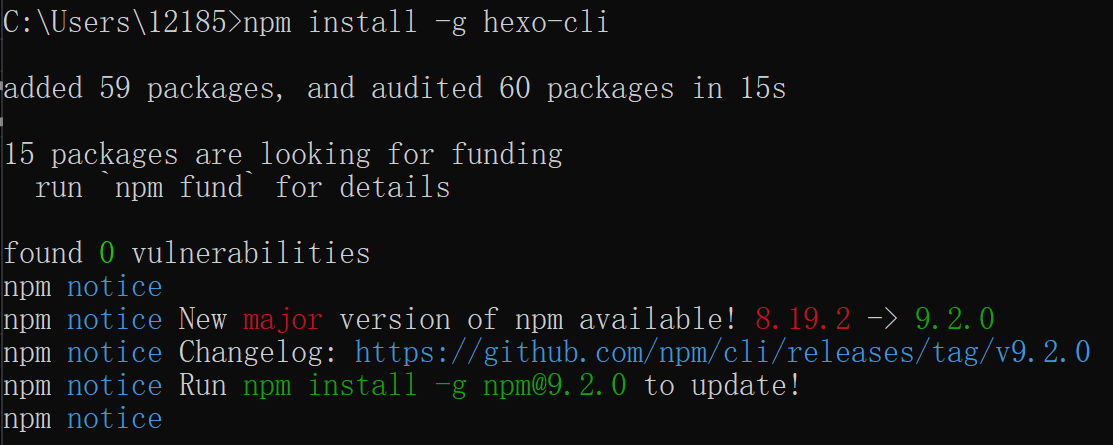 C:\Users\12185>npm install -g hexo-cli
added 59 packages, and audited 60 packages in 15s
15 packages are looking for funding
  run `npm fund` for details
found 0 vulnerabilities
npm notice
npm notice New major version of npm available! 8.19.2 -> 9.2.0
npm notice Changelog: https://github.com/npm/cli/releases/tag/v9.2.0
npm notice Run npm install -g npm@9.2.0 to update!
npm notice